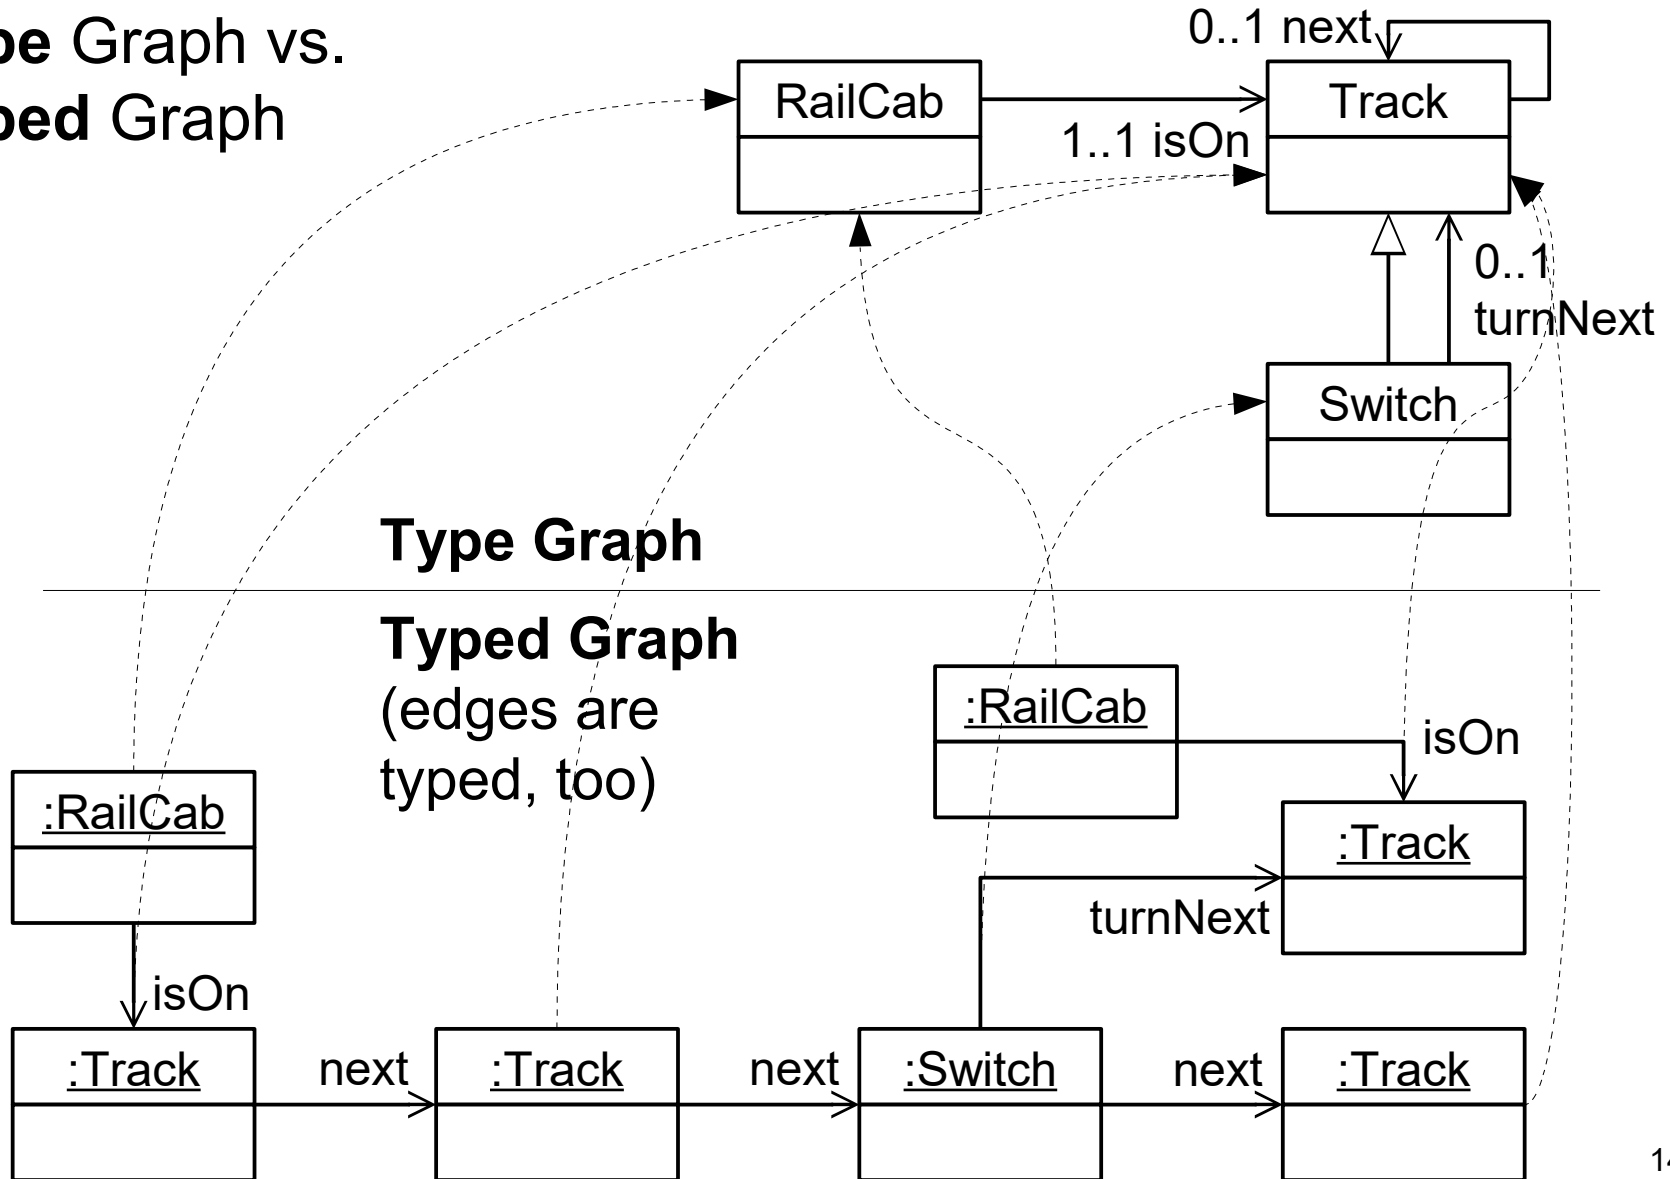 pe Graph vs.
ped Graph
0..1 next
RailCab
Track
1..1 isOn
0..1
turnNext
Switch
Type Graph
Typed Graph
(edges are
typed, too)
:RailCab
isOn
:RailCab
:Track
turnNext
isOn
:Track
next
:Track
next
:Switch
next
:Track
14